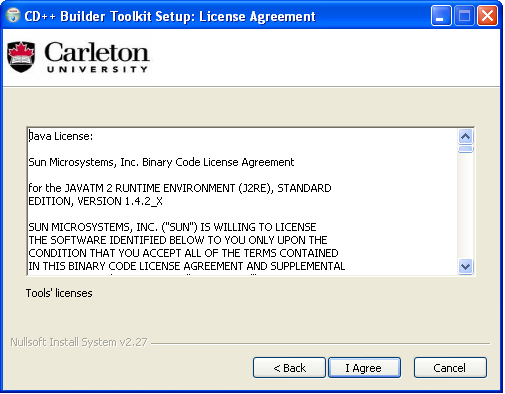 CD++ Builder Toolkit Setup: License Agreement
Carleton
UNIVERSITY
Java License:
Sun Microsystems, Inc. Binary Code License Agreement
for the JAVATM 2 RUNTIME ENVIRONMENT (J2RE), STANDARD
EDITION, VERSION 1.4.2_X
SUN MICROSYSTEMS, INC. ("SUN") IS WILLING TO LICENSE
THE SOFTWARE IDENTIFIED BELOW TO YOU ONLY UPON THE
CONDITION THAT YOU ACCEPT ALL OF THE TERMS CONTAINED
IN THIS BINARY CODE LICENSE AGREEMENT AND SUPPLEMENTAL
Tools' licenses
Nullsoft Install System v2.27
< Back
I Agree
Cancel